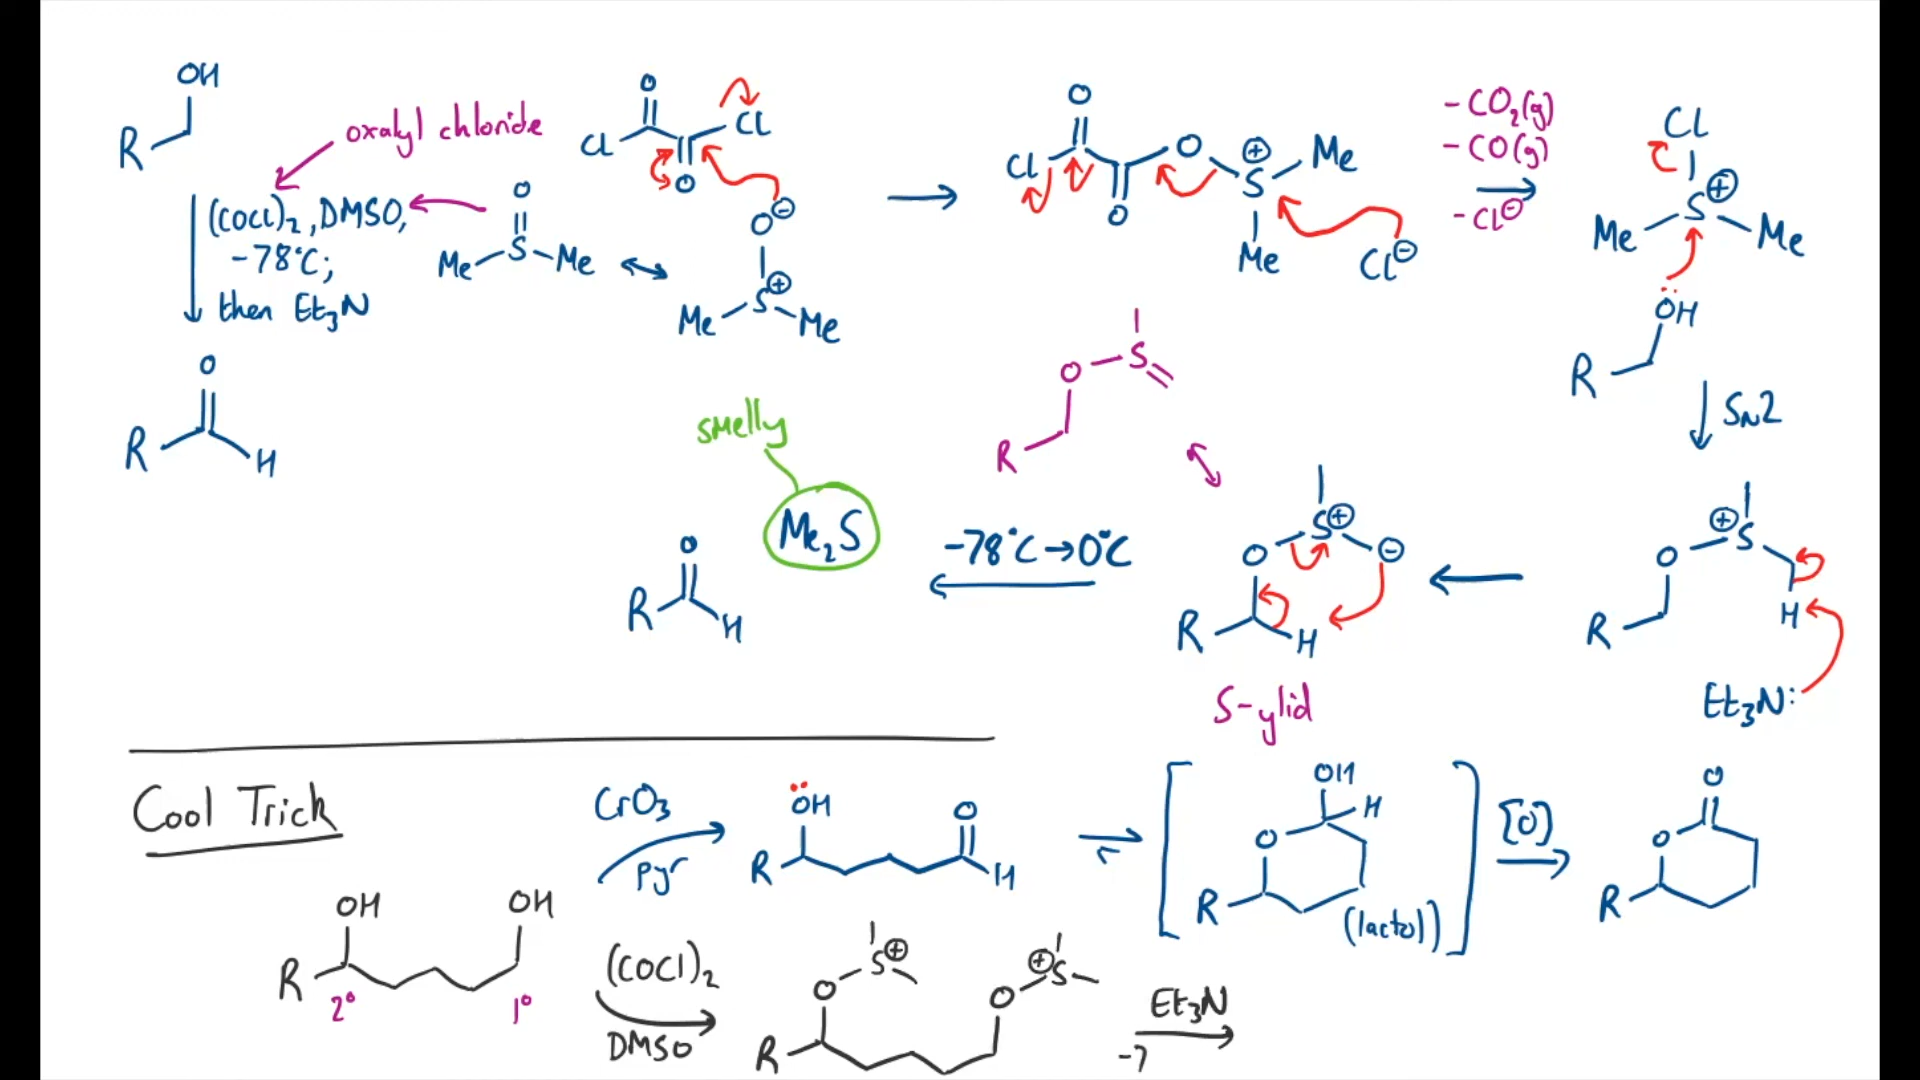 OH
R
oxalyl chloride
(COCl)₂, DMSO,
-78°C;
then Et₃N
O
Me S Me
O
R H
O
Cl Cl
O
O⊖
S⊕
Me Me
O
Cl O ⊕ Me
S
O
Me Cl⊖
- CO₂(g)
- CO(g)
- Cl⊖
Cl
S⊕
Me Me
OH
R
SN2
⊕S
O
H
R
Et₃N:
S⊕
O ⊖
R H
S-ylid
S
O
R
-78°C→0°C
smelly
Me₂S
O
R H
Cool Trick
OH OH
R
2° 1°
CrO₃
pyr
OH O
R H
OH
H
O
R
(lactol)
[O]
O
O
R
(COCl)₂
DMSO
S⊕ ⊕S
O O
R
Et₃N
-7